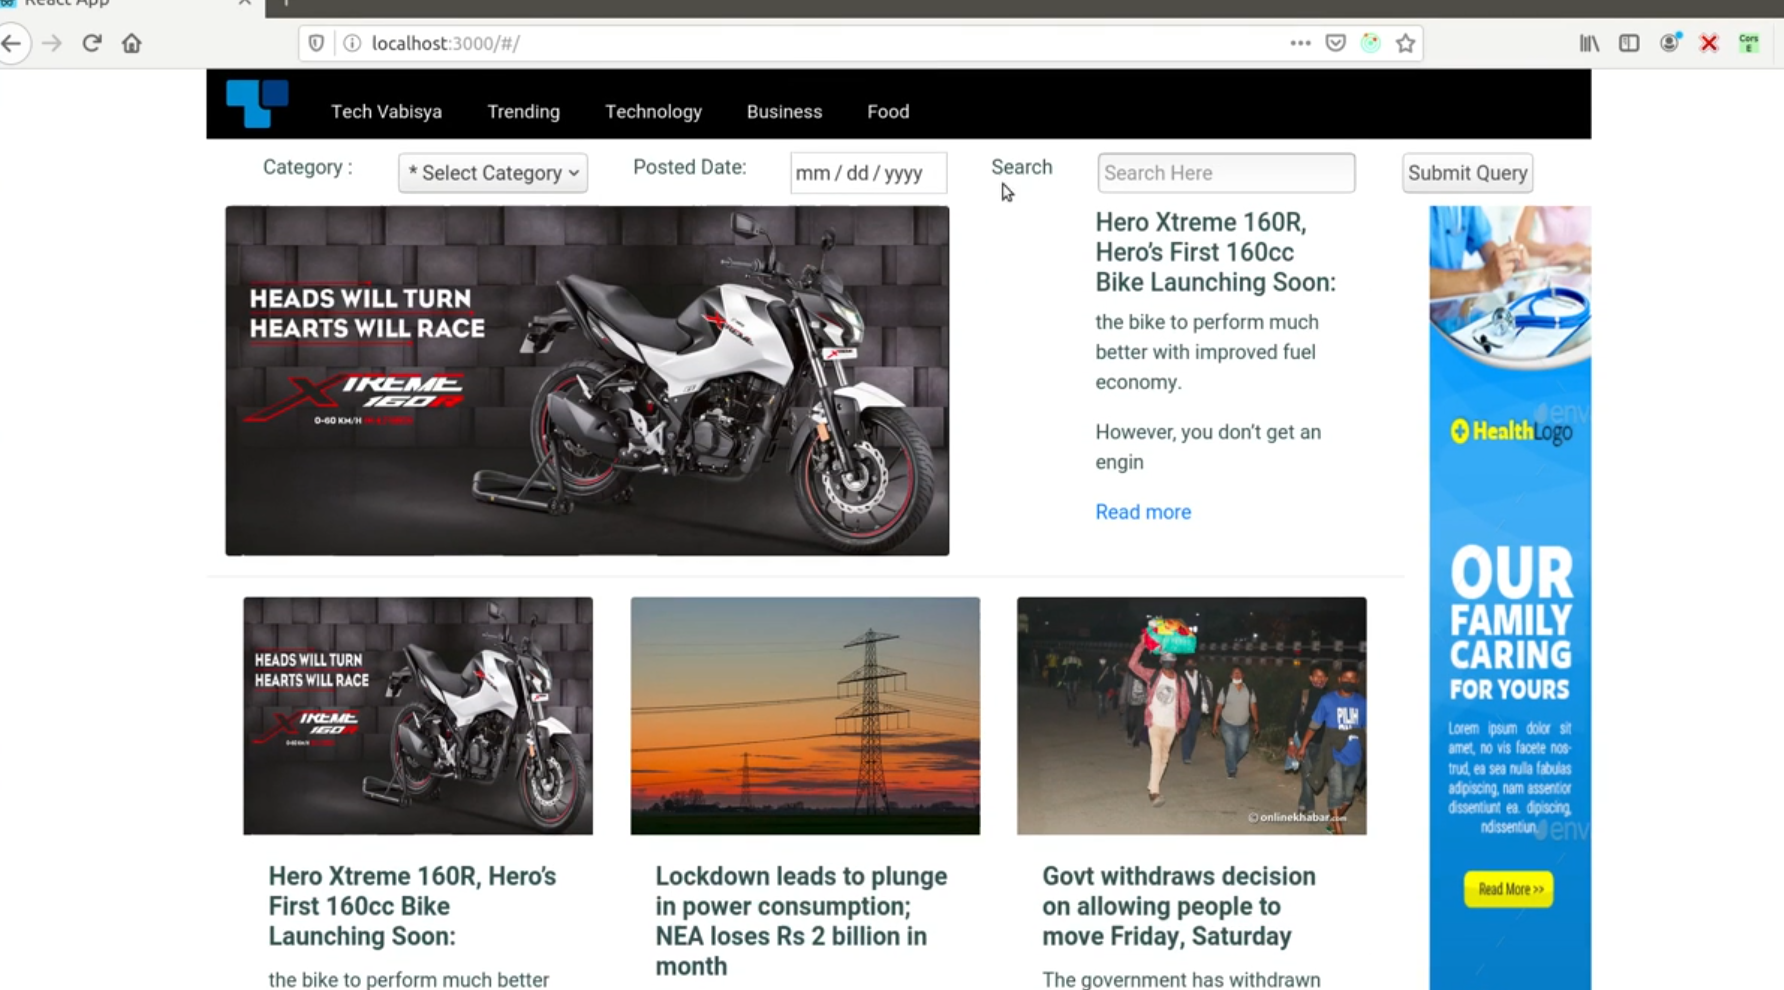 React App
localhost:3000/#/
Cors
E
Tech Vabisya Trending Technology Business Food
Category : * Select Category Posted Date: mm / dd / yyyy Search Search Here Submit Query
HEADS WILL TURN
HEARTS WILL RACE
XTREME
160R
0-60 KM/H
Hero Xtreme 160R,
Hero’s First 160cc
Bike Launching Soon:
the bike to perform much
better with improved fuel
economy.
However, you don’t get an
engin
Read more
HEADS WILL TURN
HEARTS WILL RACE
XTREME
160R
Hero Xtreme 160R, Hero’s
First 160cc Bike
Launching Soon:
the bike to perform much better
Lockdown leads to plunge
in power consumption;
NEA loses Rs 2 billion in
month
© onlinekhabar.com
Govt withdraws decision
on allowing people to
move Friday, Saturday
The government has withdrawn
env
HealthLogo
OUR
FAMILY
CARING
FOR YOURS
Lorem ipsum dolor sit
amet, no vis facete nos-
trud, ea sea nulla fabulas
adipiscing, nam assentior
dissentiunt ea. dipiscing,
ndissentiun.
env
Read More >>